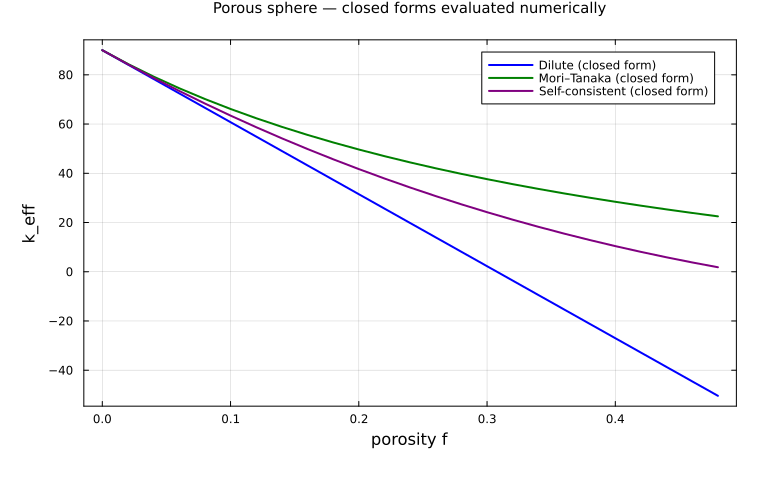 Porous sphere — closed forms evaluated numerically
Dilute (closed form)
Mori–Tanaka (closed form)
Self-consistent (closed form)
k_eff
80
60
40
20
0
−20
−40
0.0
0.1
0.2
0.3
0.4
porosity f